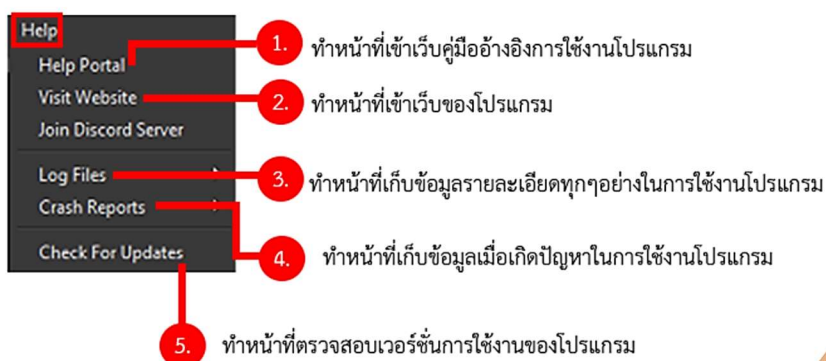 Help
Help Portal
1. ทำหน้าที่เข้าเว็บคู่มืออ้างอิงการใช้งานโปรแกรม
Visit Website
2. ทำหน้าที่เข้าเว็บของโปรแกรม
Join Discord Server
Log Files
3. ทำหน้าที่เก็บข้อมูลรายละเอียดทุกๆอย่างในการใช้งานโปรแกรม
Crash Reports
4. ทำหน้าที่เก็บข้อมูลเมื่อเกิดปัญหาในการใช้งานโปรแกรม
Check For Updates
5. ทำหน้าที่ตรวจสอบเวอร์ชั่นการใช้งานของโปรแกรม